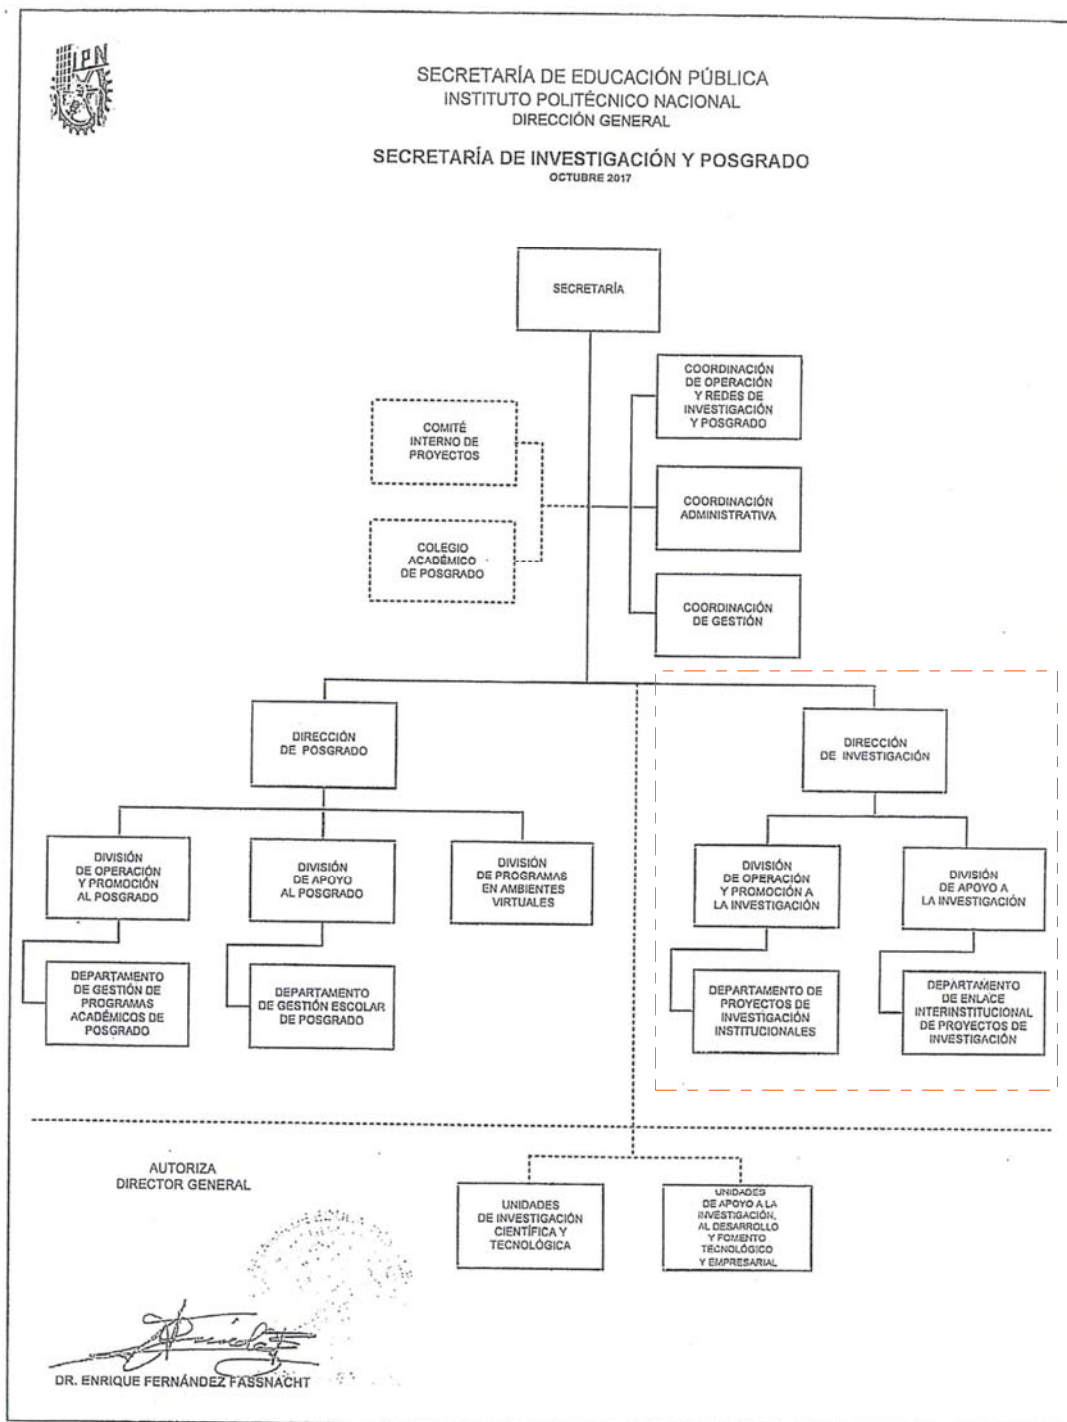 IPN
SECRETARÍA DE EDUCACIÓN PÚBLICA
INSTITUTO POLITÉCNICO NACIONAL
DIRECCIÓN GENERAL
SECRETARÍA DE INVESTIGACIÓN Y POSGRADO
OCTUBRE 2017
SECRETARÍA
COORDINACIÓN
DE OPERACIÓN
Y REDES DE
INVESTIGACIÓN
Y POSGRADO
COMITÉ
INTERNO DE
PROYECTOS
COORDINACIÓN
ADMINISTRATIVA
COLEGIO
ACADÉMICO
DE POSGRADO
COORDINACIÓN
DE GESTIÓN
DIRECCIÓN
DE POSGRADO
DIRECCIÓN
DE INVESTIGACIÓN
DIVISIÓN
DE OPERACIÓN
Y PROMOCIÓN
AL POSGRADO
DIVISIÓN
DE APOYO
AL POSGRADO
DIVISIÓN
DE PROGRAMAS
EN AMBIENTES
VIRTUALES
DIVISIÓN
DE OPERACIÓN
Y PROMOCIÓN A
LA INVESTIGACIÓN
DIVISIÓN
DE APOYO A
LA INVESTIGACIÓN
DEPARTAMENTO
DE GESTIÓN DE
PROGRAMAS
ACADÉMICOS DE
POSGRADO
DEPARTAMENTO
DE GESTIÓN ESCOLAR
DE POSGRADO
DEPARTAMENTO DE
PROYECTOS DE
INVESTIGACIÓN
INSTITUCIONALES
DEPARTAMENTO
DE ENLACE
INTERINSTITUCIONAL
DE PROYECTOS DE
INVESTIGACIÓN
AUTORIZA
DIRECTOR GENERAL
UNIDADES
DE INVESTIGACIÓN
CIENTÍFICA Y
TECNOLÓGICA
UNIDADES
DE APOYO A LA
INVESTIGACIÓN,
AL DESARROLLO
Y FOMENTO
TECNOLÓGICO
Y EMPRESARIAL
DR. ENRIQUE FERNÁNDEZ FASSNACHT